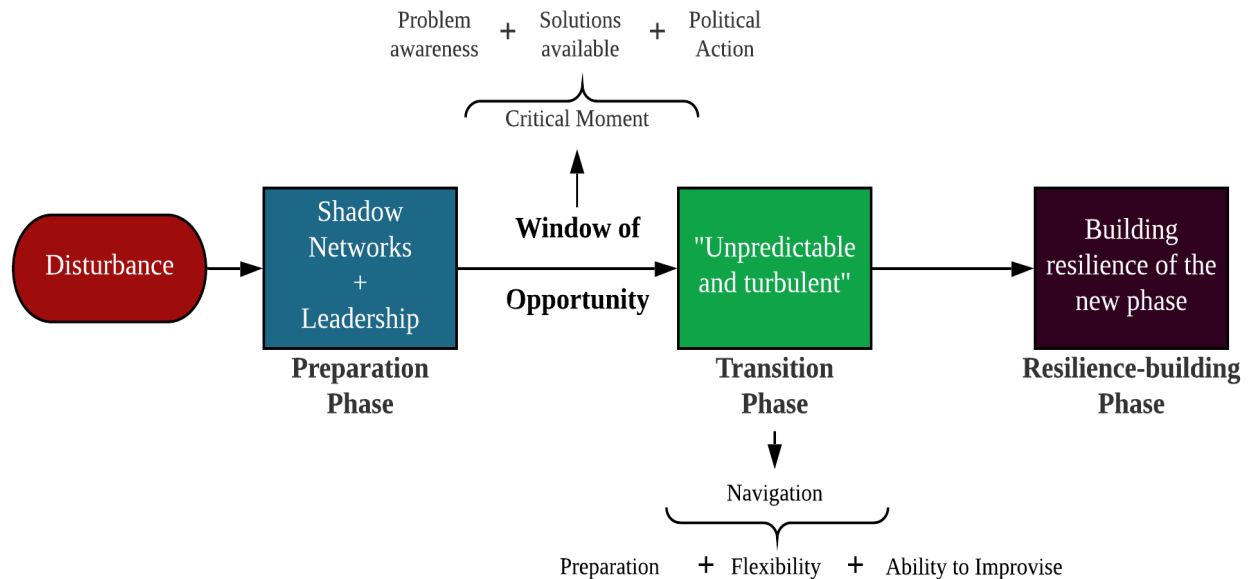 Problem awareness + Solutions available + Political Action
Critical Moment
Disturbance
Shadow
Networks
+
Leadership
Preparation
Phase
Window of
Opportunity
"Unpredictable
and turbulent"
Transition
Phase
Building
resilience of the
new phase
Resilience-building
Phase
Navigation
Preparation + Flexibility + Ability to Improvise